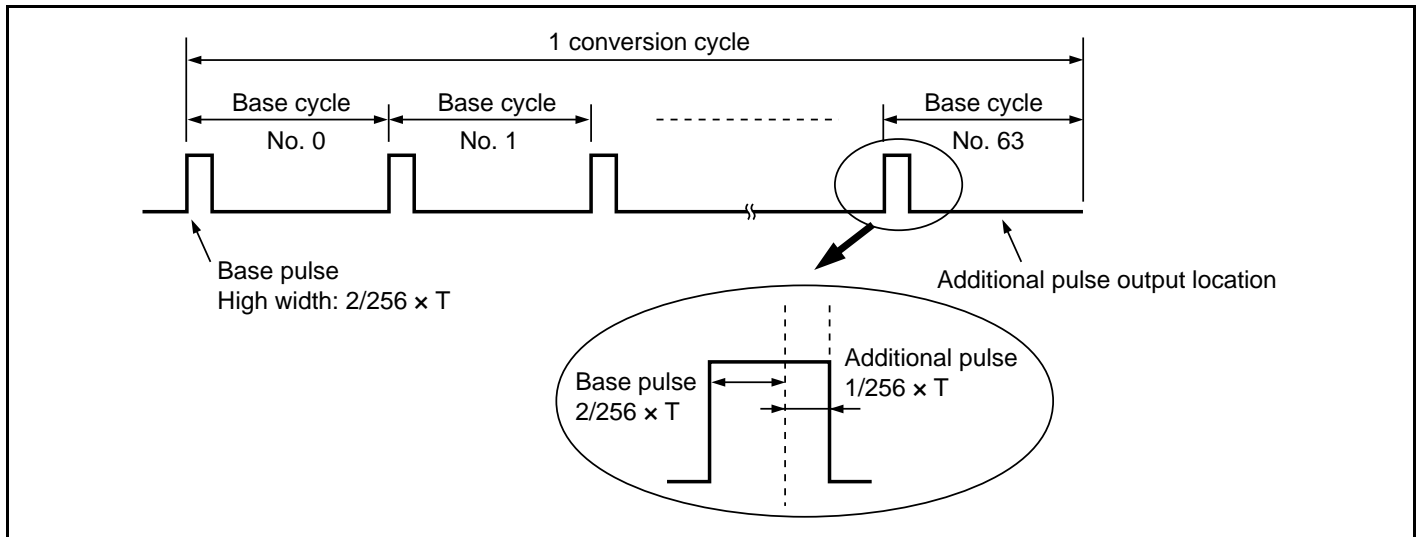 1 conversion cycle
Base cycle
No. 0
Base cycle
No. 1
Base cycle
No. 63
Base pulse
High width: 2/256 × T
Additional pulse output location
Base pulse
2/256 × T
Additional pulse
1/256 × T